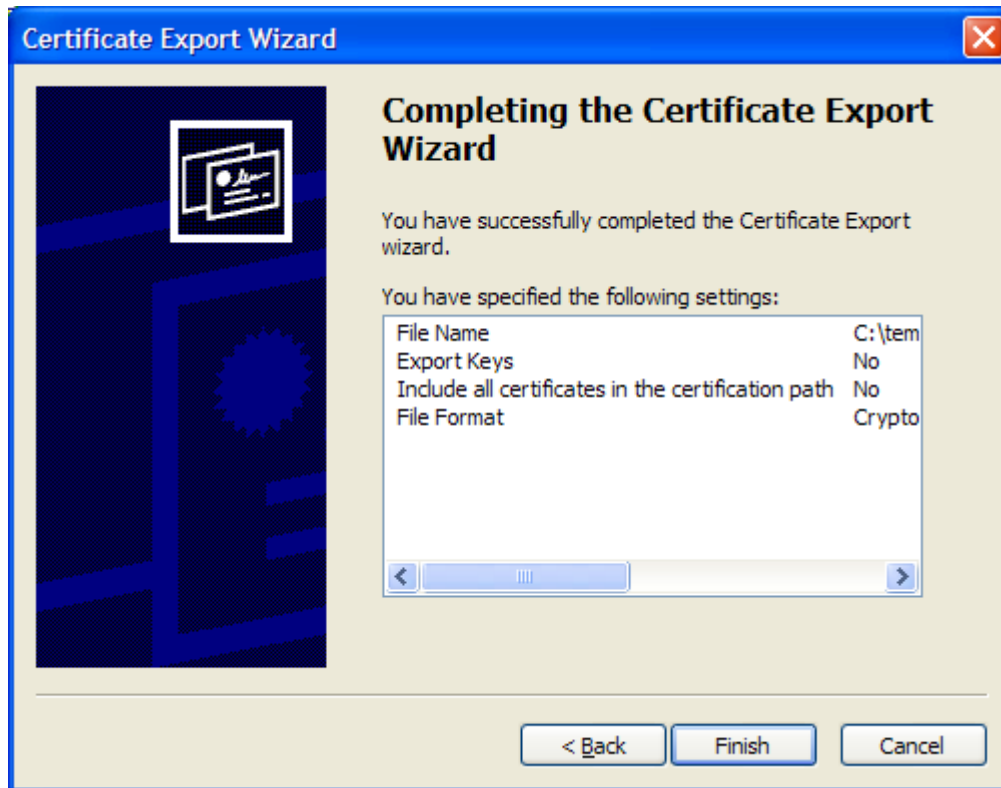 Certificate Export Wizard
Completing the Certificate Export
Wizard
You have successfully completed the Certificate Export
wizard.
You have specified the following settings:
File Name C:\tem
Export Keys No
Include all certificates in the certification path No
File Format Crypto
< Back Finish Cancel